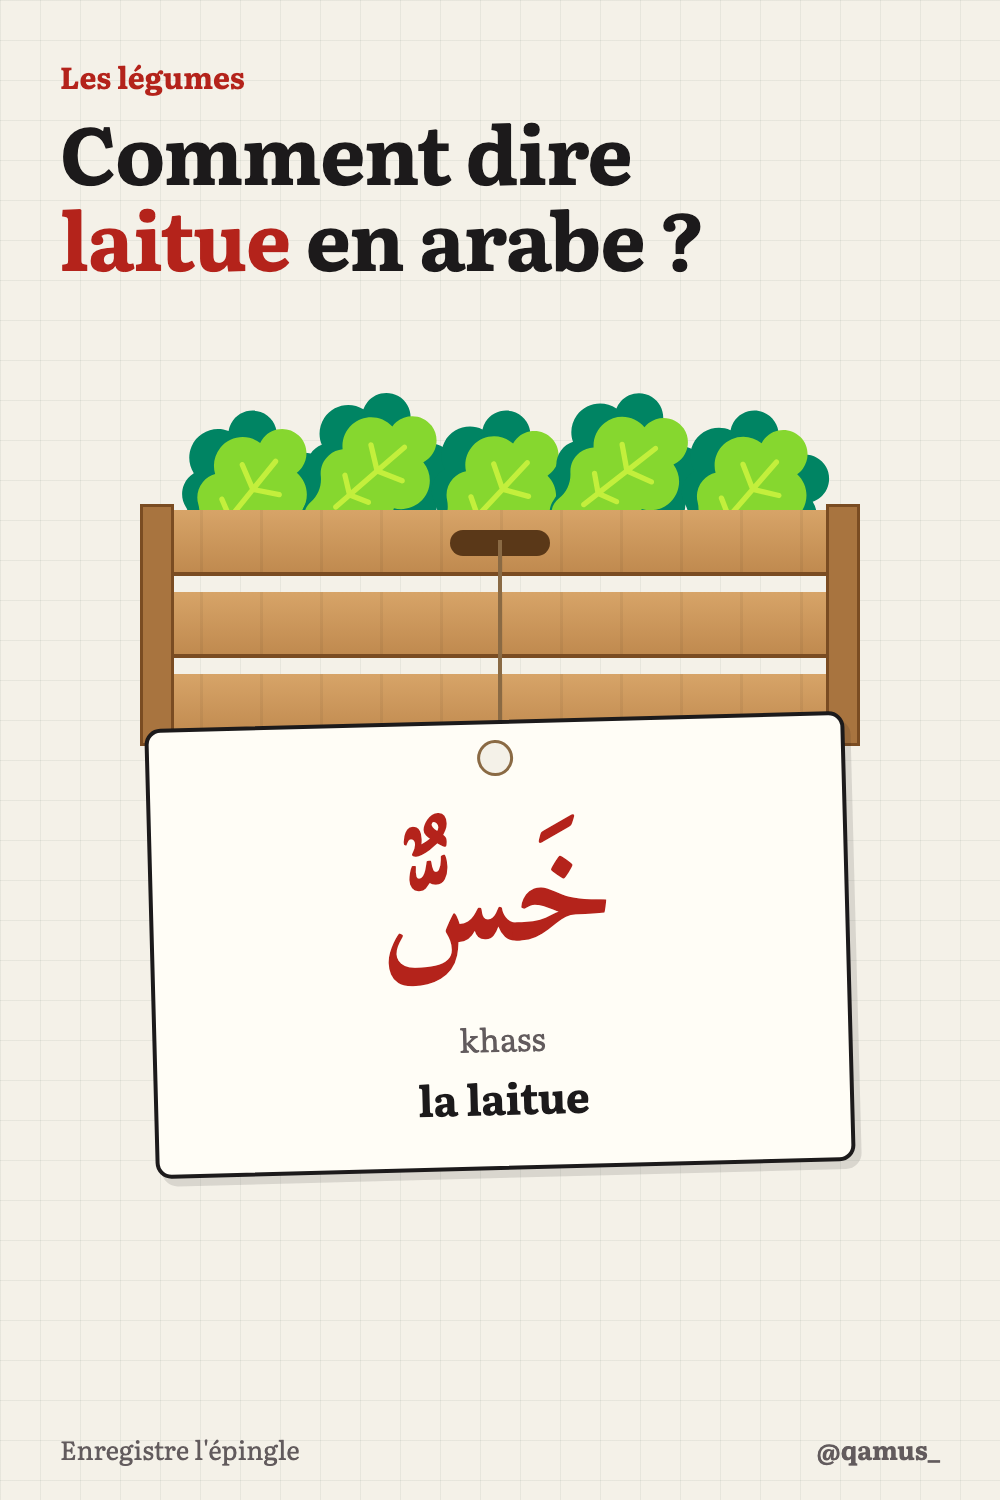 Les légumes
Comment dire
laitue en arabe ?
خَسٌّ
khass
la laitue
Enregistre l'épingle
@qamus_